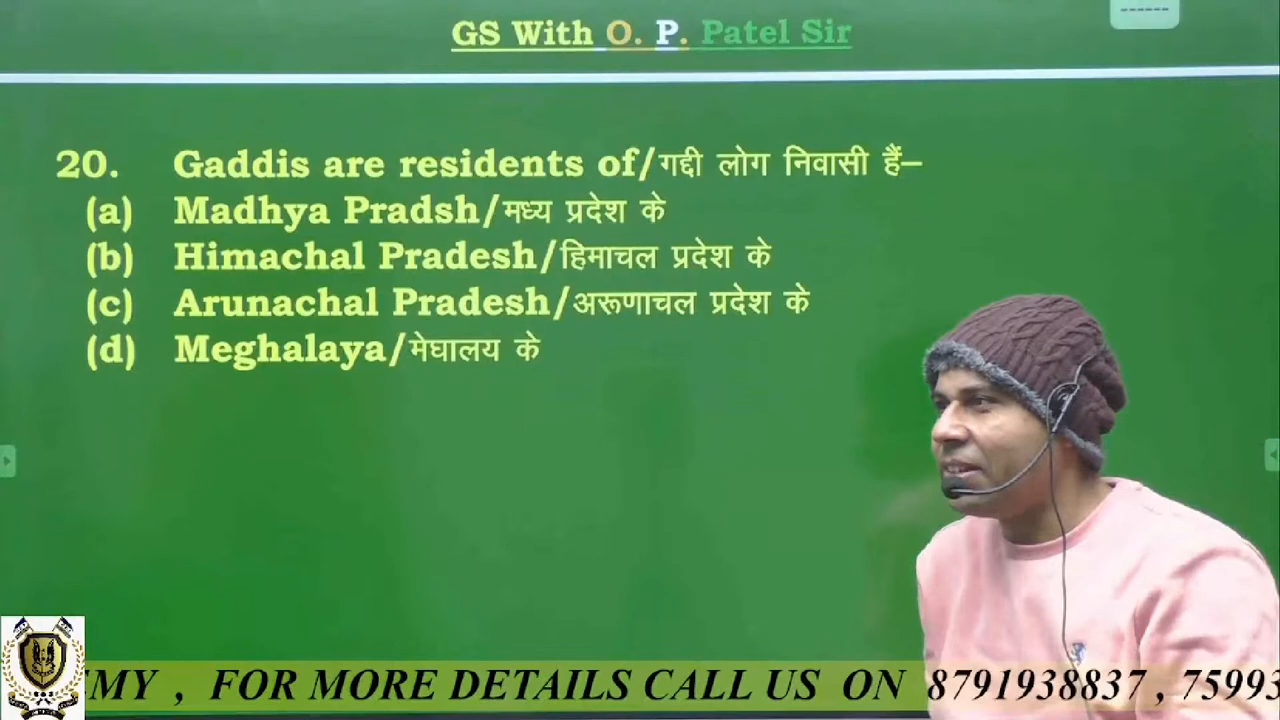 GS With O. P. Patel Sir
20. Gaddis are residents of/गद्दी लोग निवासी हैं–
(a) Madhya Pradsh/मध्य प्रदेश के
(b) Himachal Pradesh/हिमाचल प्रदेश के
(c) Arunachal Pradesh/अरूणाचल प्रदेश के
(d) Meghalaya/मेघालय के
EMY , FOR MORE DETAILS CALL US ON 8791938837 , 75993